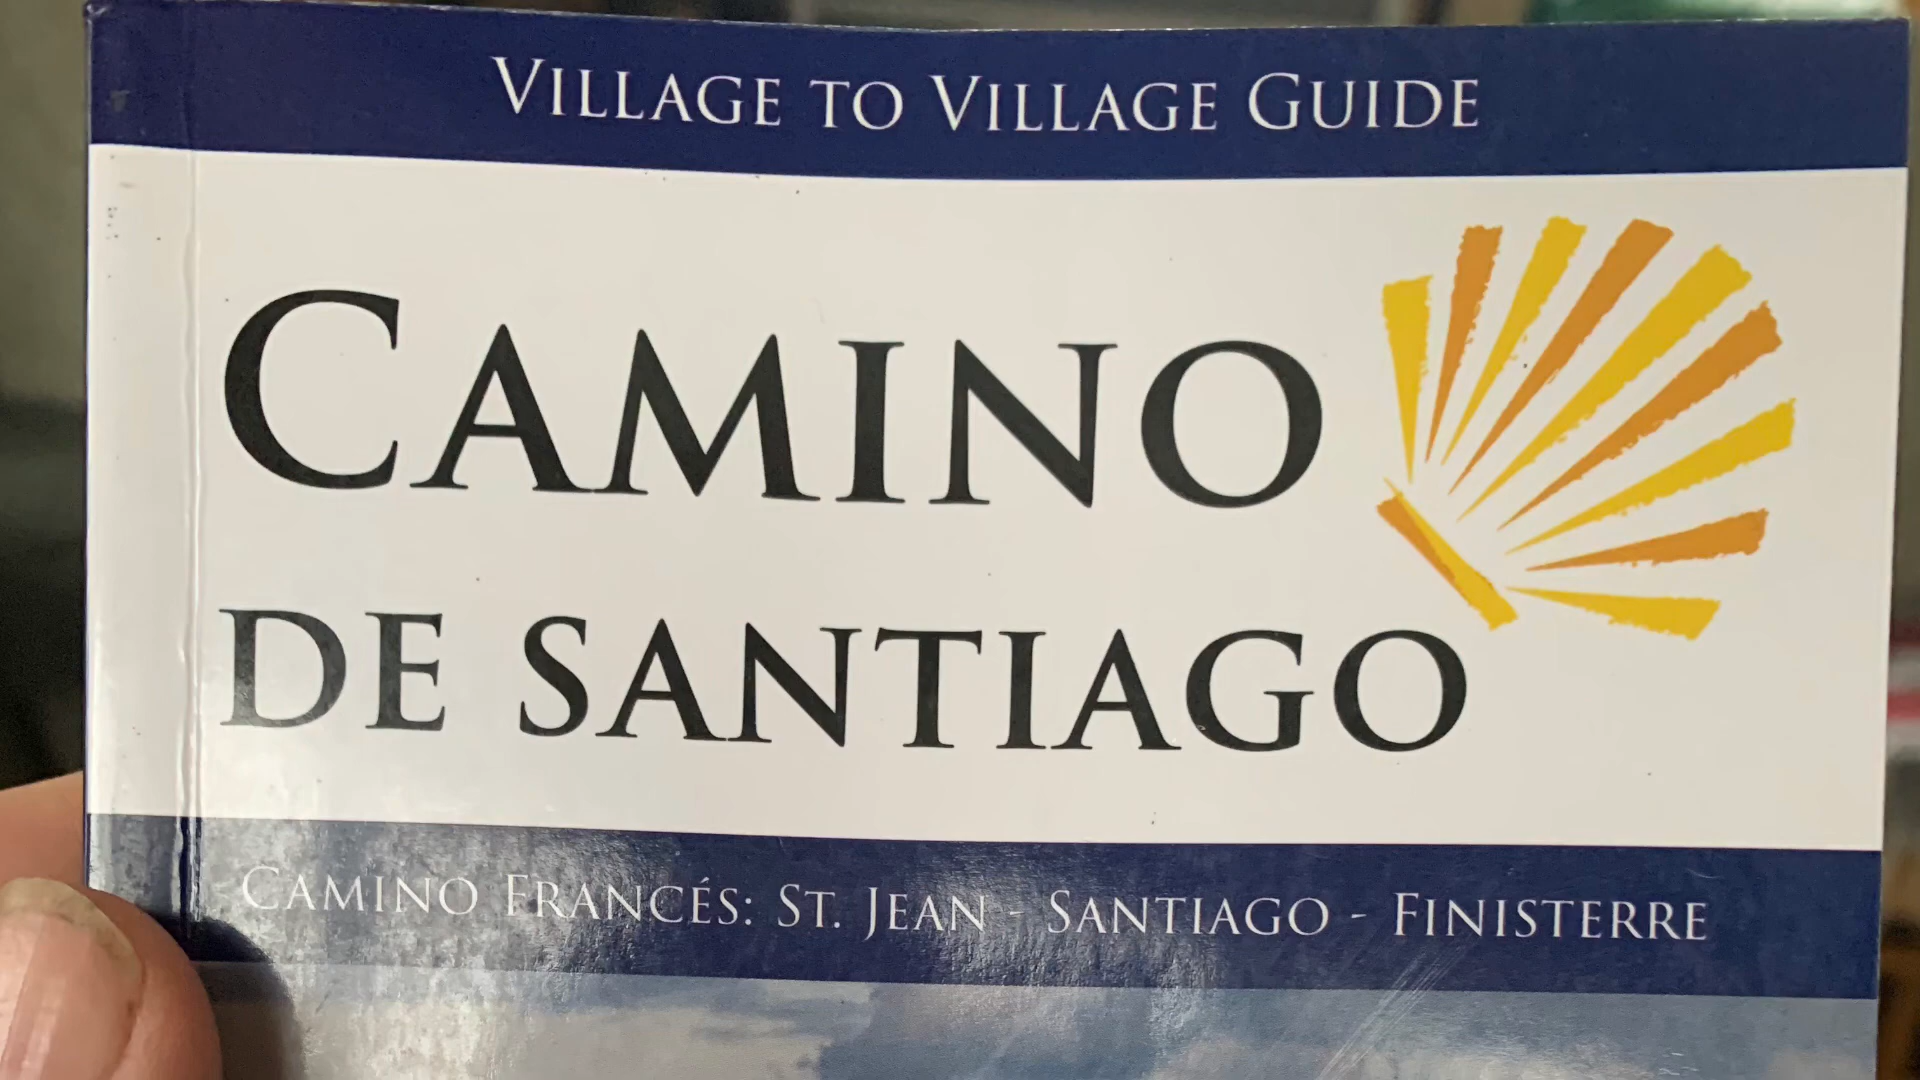 VILLAGE TO VILLAGE GUIDE
CAMINO
DE SANTIAGO
CAMINO FRANCÉS: ST. JEAN - SANTIAGO - FINISTERRE